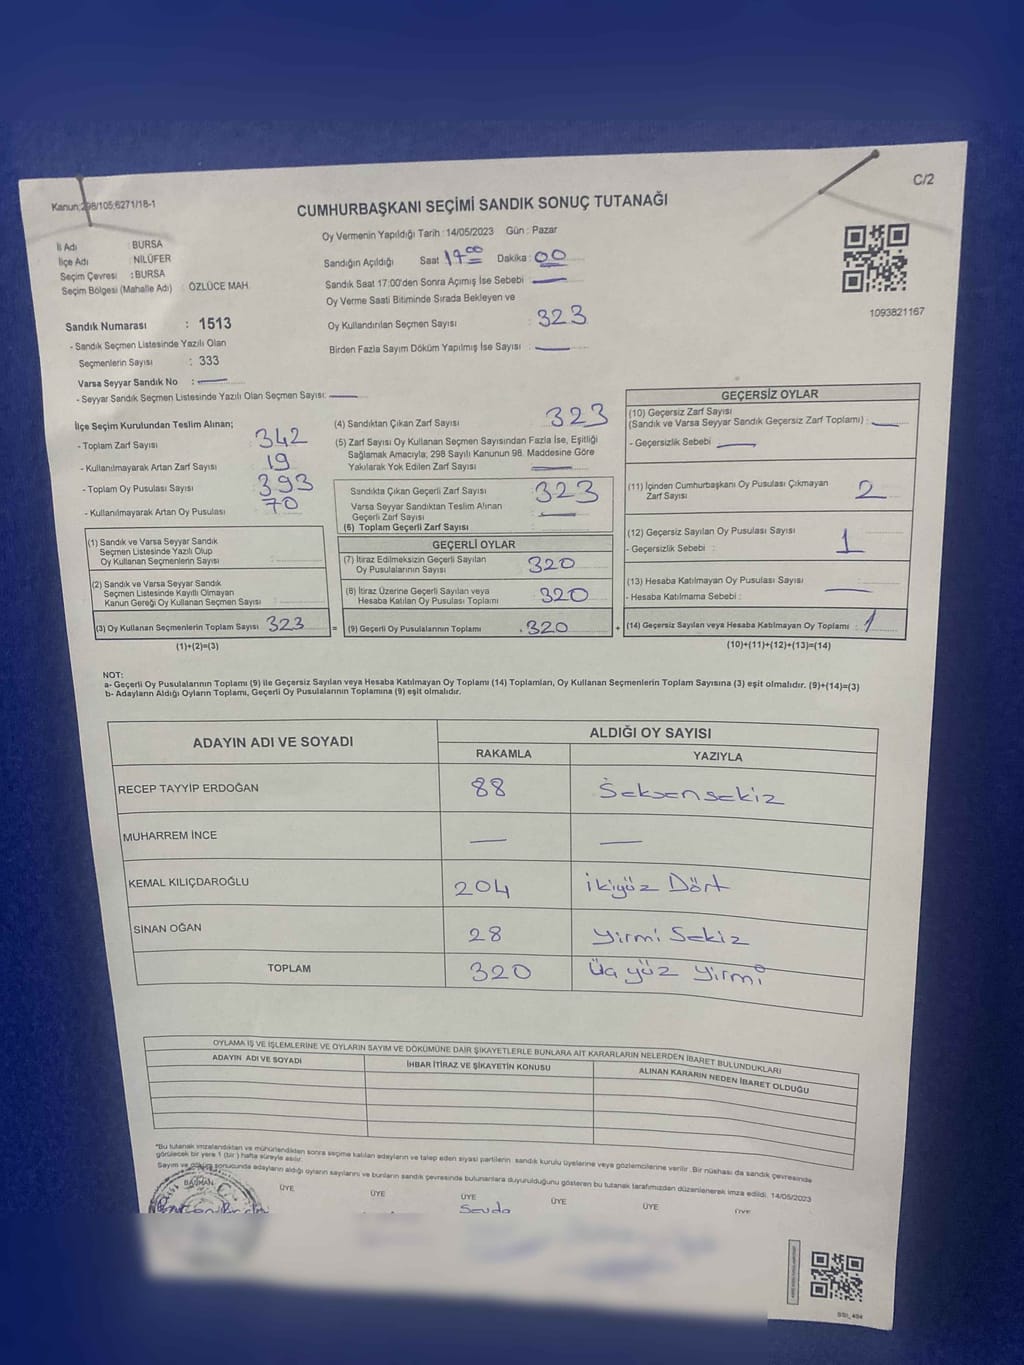 Kanun:298/105;6271/18-1
C/2
CUMHURBAŞKANI SEÇİMİ SANDIK SONUÇ TUTANAĞI
İl Adı : BURSA
İlçe Adı : NİLÜFER
Seçim Çevresi : BURSA
Seçim Bölgesi (Mahalle Adı) : ÖZLÜCE MAH.
Oy Vermenin Yapıldığı Tarih : 14/05/2023 Gün : Pazar
Sandığın Açıldığı Saat 17 00 Dakika : 00
Sandık Saat 17:00'den Sonra Açımış İse Sebebi : —
Oy Verme Saati Bitiminde Sırada Bekleyen ve
Oy Kullandırılan Seçmen Sayısı : 323
Birden Fazla Sayım Döküm Yapılmış İse Sayısı : —
1093821167
Sandık Numarası : 1513
- Sandık Seçmen Listesinde Yazılı Olan
Seçmenlerin Sayısı : 333
Varsa Seyyar Sandık No : —
- Seyyar Sandık Seçmen Listesinde Yazılı Olan Seçmen Sayısı: —
İlçe Seçim Kurulundan Teslim Alınan;
- Toplam Zarf Sayısı 342
- Kullanılmayarak Artan Zarf Sayısı 19
- Toplam Oy Pusulası Sayısı 393
- Kullanılmayarak Artan Oy Pusulası 70
(4) Sandıktan Çıkan Zarf Sayısı 323
(5) Zarf Sayısı Oy Kullanan Seçmen Sayısından Fazla İse, Eşitliği
Sağlamak Amacıyla; 298 Sayılı Kanunun 98. Maddesine Göre
Yakılarak Yok Edilen Zarf Sayısı —
Sandıkta Çıkan Geçerli Zarf Sayısı 323
Varsa Seyyar Sandıktan Teslim Alınan
Geçerli Zarf Sayısı —
(6) Toplam Geçerli Zarf Sayısı
GEÇERSİZ OYLAR
(10) Geçersiz Zarf Sayısı
(Sandık ve Varsa Seyyar Sandık Geçersiz Zarf Toplamı) : —
- Geçersizlik Sebebi : —
(11) İçinden Cumhurbaşkanı Oy Pusulası Çıkmayan
Zarf Sayısı 2
(12) Geçersiz Sayılan Oy Pusulası Sayısı
- Geçersizlik Sebebi : 1
(13) Hesaba Katılmayan Oy Pusulası Sayısı
- Hesaba Katılmama Sebebi : —
(14) Geçersiz Sayılan veya Hesaba Katılmayan Oy Toplamı : 1
(10)+(11)+(12)+(13)=(14)
(1) Sandık ve Varsa Seyyar Sandık
Seçmen Listesinde Yazılı Olup
Oy Kullanan Seçmenlerin Sayısı :
(2) Sandık ve Varsa Seyyar Sandık
Seçmen Listesinde Kayıtlı Olmayan
Kanun Gereği Oy Kullanan Seçmen Sayısı :
(3) Oy Kullanan Seçmenlerin Toplam Sayısı 323
(1)+(2)=(3)
=
GEÇERLİ OYLAR
(7) İtiraz Edilmeksizin Geçerli Sayılan
Oy Pusulalarının Sayısı 320
(8) İtiraz Üzerine Geçerli Sayılan veya
Hesaba Katılan Oy Pusulası Toplamı 320
(9) Geçerli Oy Pusulalarının Toplamı 320
+
NOT:
a- Geçerli Oy Pusulalarının Toplamı (9) ile Geçersiz Sayılan veya Hesaba Katılmayan Oy Toplamı (14) Toplamları, Oy Kullanan Seçmenlerin Toplam Sayısına (3) eşit olmalıdır. (9)+(14)=(3)
b- Adayların Aldığı Oyların Toplamı, Geçerli Oy Pusulalarının Toplamına (9) eşit olmalıdır.
ADAYIN ADI VE SOYADI
ALDIĞI OY SAYISI
RAKAMLA YAZIYLA
RECEP TAYYİP ERDOĞAN 88 Seksensekiz
MUHARREM İNCE — —
KEMAL KILIÇDAROĞLU 204 İkiyüz Dört
SİNAN OĞAN 28 Yirmi Sekiz
TOPLAM 320 Üç yüz Yirmi
OYLAMA İŞ VE İŞLEMLERİNE VE OYLARIN SAYIM VE DÖKÜMÜNE DAİR ŞİKAYETLERLE BUNLARA AİT KARARLARIN NELERDEN İBARET BULUNDUKLARI
ADAYIN ADI VE SOYADI İHBAR İTİRAZ VE ŞİKAYETİN KONUSU ALINAN KARARIN NEDEN İBARET OLDUĞU
*Bu tutanak imzalandıktan ve mühürlendikten sonra seçime katılan adayların ve talep eden siyasi partilerin sandık kurulu üyelerine veya gözlemcilerine verilir. Bir nüshası da sandık çevresinde
görülecek bir yere 1 (bir) hafta süreyle asılır.
Sayım ve döküm sonucunda adayların aldığı oyların sayılarını ve bunların sandık çevresinde bulunanlara duyurulduğunu gösteren bu tutanak tarafımızdan düzenlenerek imza edildi. 14/05/2023
BAŞKAN ÜYE ÜYE ÜYE ÜYE ÜYE ÜYE
Sevda